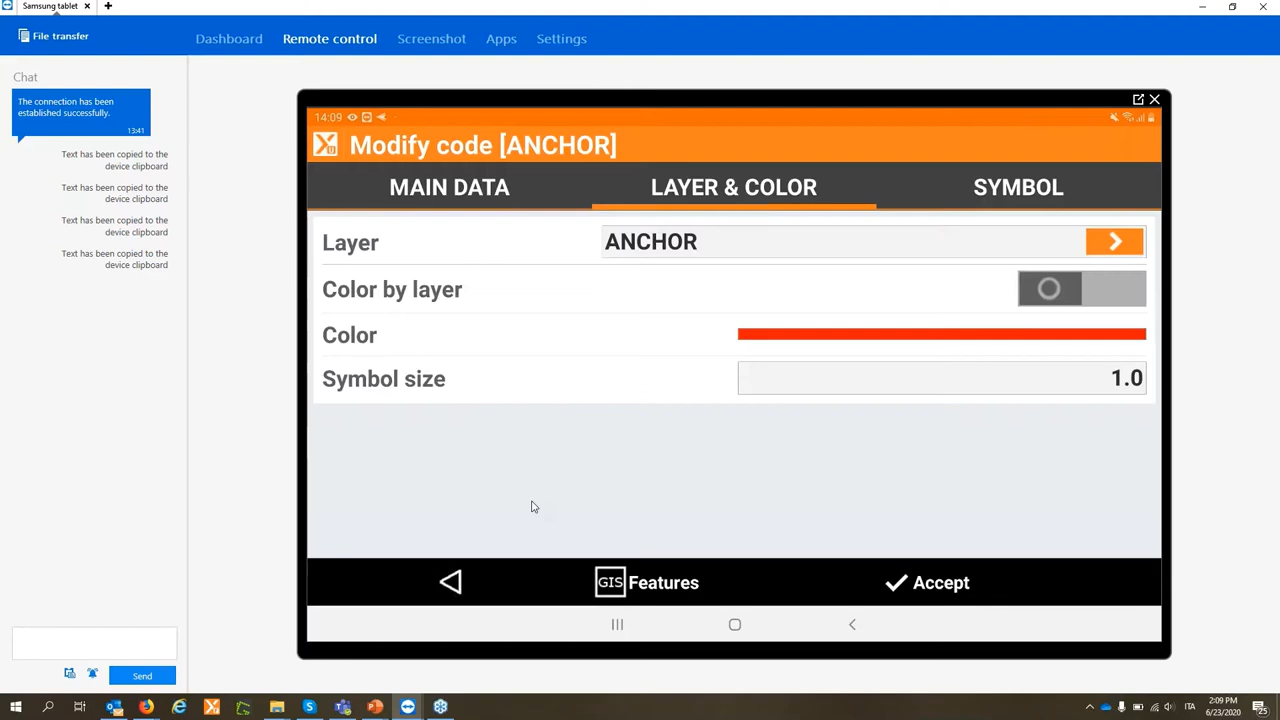 Samsung tablet
File transfer
Dashboard
Remote control
Screenshot
Apps
Settings
Chat
The connection has been
established successfully.
13:41
Text has been copied to the
device clipboard
Text has been copied to the
device clipboard
Text has been copied to the
device clipboard
Text has been copied to the
device clipboard
Send
14:09
Modify code [ANCHOR]
MAIN DATA
LAYER & COLOR
SYMBOL
Layer
ANCHOR
Color by layer
Color
Symbol size
1.0
GIS Features
Accept
ITA
2:09 PM
6/23/2020
25